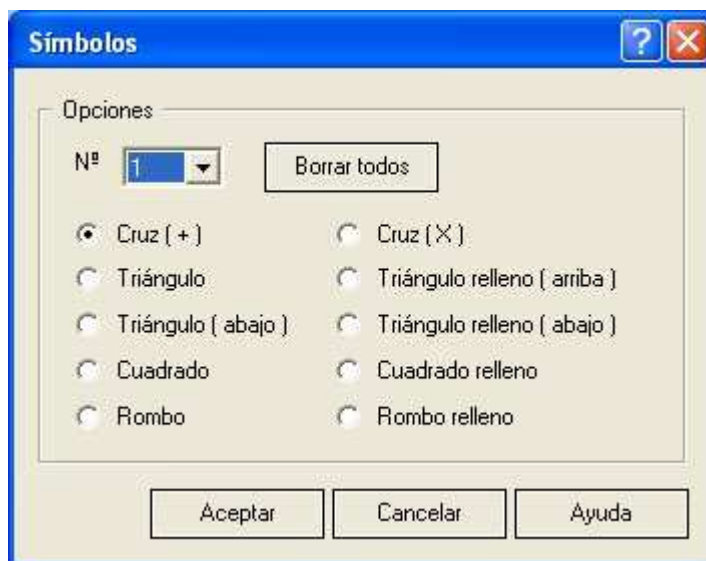 Símbolos
Opciones
Nº 1 Borrar todos
Cruz ( + ) Cruz ( X )
Triángulo Triángulo relleno ( arriba )
Triángulo ( abajo ) Triángulo relleno ( abajo )
Cuadrado Cuadrado relleno
Rombo Rombo relleno
Aceptar Cancelar Ayuda